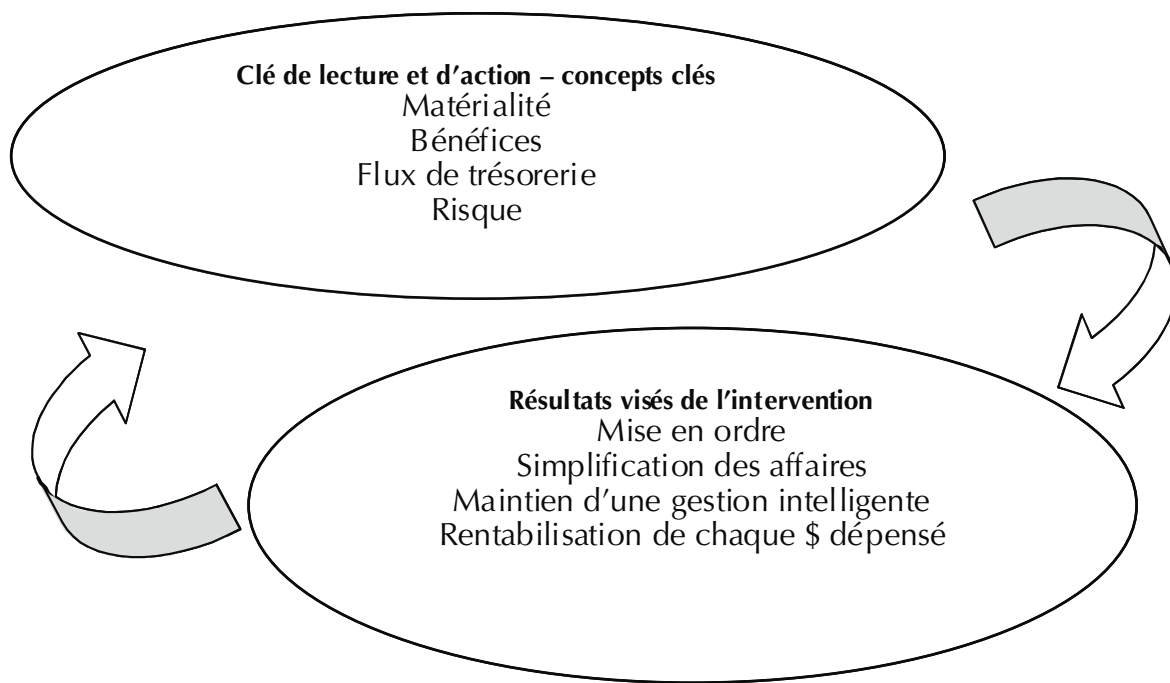 Clé de lecture et d’action – concepts clés
Matérialité
Bénéfices
Flux de trésorerie
Risque
Résultats visés de l’intervention
Mise en ordre
Simplification des affaires
Maintien d’une gestion intelligente
Rentabilisation de chaque $ dépensé